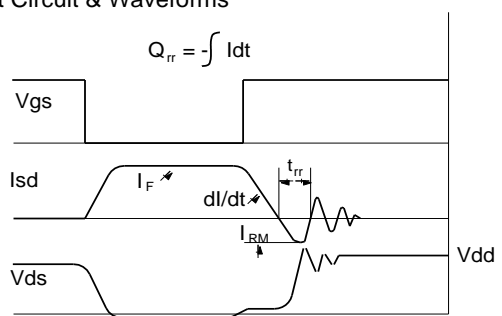 t Circuit & Waveforms
Qrr = -∫ Idt
Vgs
Isd
IF
dI/dt
trr
IRM
Vds
Vdd